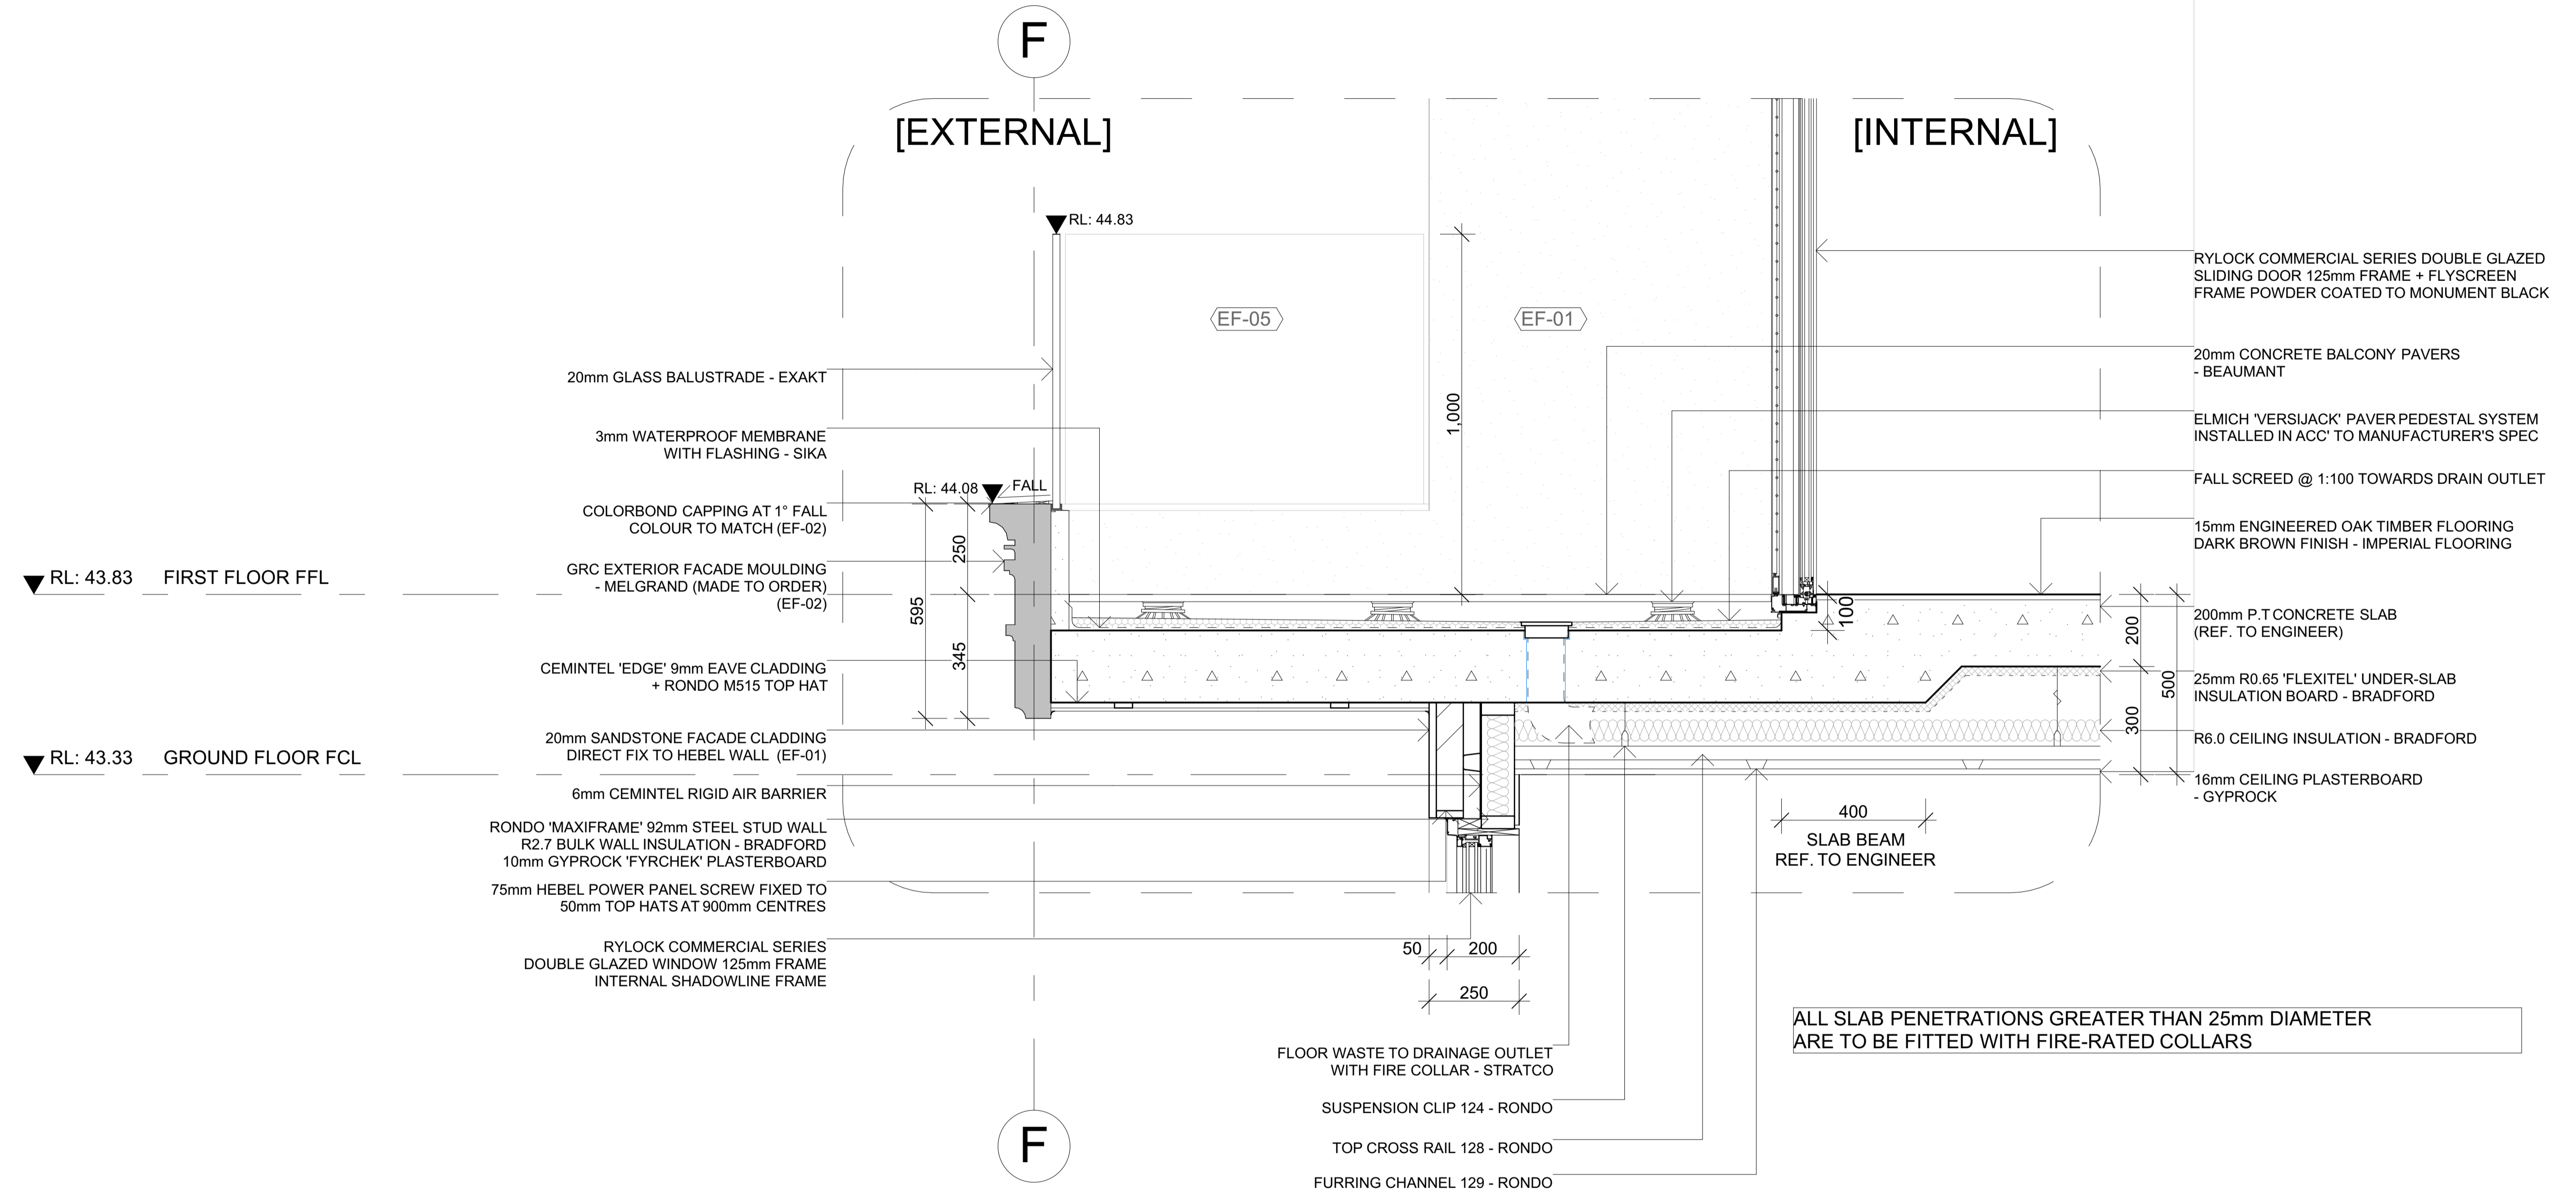 F
[EXTERNAL]
[INTERNAL]
RL: 44.83
EF-05
EF-01
1,000
20mm GLASS BALUSTRADE - EXAKT
3mm WATERPROOF MEMBRANE
WITH FLASHING - SIKA
RL: 44.08
FALL
COLORBOND CAPPING AT 1° FALL
COLOUR TO MATCH (EF-02)
GRC EXTERIOR FACADE MOULDING
- MELGRAND (MADE TO ORDER)
(EF-02)
250
595
345
RL: 43.83 FIRST FLOOR FFL
CEMINTEL 'EDGE' 9mm EAVE CLADDING
+ RONDO M515 TOP HAT
20mm SANDSTONE FACADE CLADDING
DIRECT FIX TO HEBEL WALL (EF-01)
RL: 43.33 GROUND FLOOR FCL
6mm CEMINTEL RIGID AIR BARRIER
RONDO 'MAXIFRAME' 92mm STEEL STUD WALL
R2.7 BULK WALL INSULATION - BRADFORD
10mm GYPROCK 'FYRCHEK' PLASTERBOARD
75mm HEBEL POWER PANEL SCREW FIXED TO
50mm TOP HATS AT 900mm CENTRES
RYLOCK COMMERCIAL SERIES
DOUBLE GLAZED WINDOW 125mm FRAME
INTERNAL SHADOWLINE FRAME
RYLOCK COMMERCIAL SERIES DOUBLE GLAZED
SLIDING DOOR 125mm FRAME + FLYSCREEN
FRAME POWDER COATED TO MONUMENT BLACK
20mm CONCRETE BALCONY PAVERS
- BEAUMANT
ELMICH 'VERSIJACK' PAVER PEDESTAL SYSTEM
INSTALLED IN ACC' TO MANUFACTURER'S SPEC
FALL SCREED @ 1:100 TOWARDS DRAIN OUTLET
15mm ENGINEERED OAK TIMBER FLOORING
DARK BROWN FINISH - IMPERIAL FLOORING
100
200
300
500
200mm P.T CONCRETE SLAB
(REF. TO ENGINEER)
25mm R0.65 'FLEXITEL' UNDER-SLAB
INSULATION BOARD - BRADFORD
R6.0 CEILING INSULATION - BRADFORD
16mm CEILING PLASTERBOARD
- GYPROCK
400
SLAB BEAM
REF. TO ENGINEER
50 200
250
ALL SLAB PENETRATIONS GREATER THAN 25mm DIAMETER
ARE TO BE FITTED WITH FIRE-RATED COLLARS
FLOOR WASTE TO DRAINAGE OUTLET
WITH FIRE COLLAR - STRATCO
SUSPENSION CLIP 124 - RONDO
TOP CROSS RAIL 128 - RONDO
FURRING CHANNEL 129 - RONDO
F